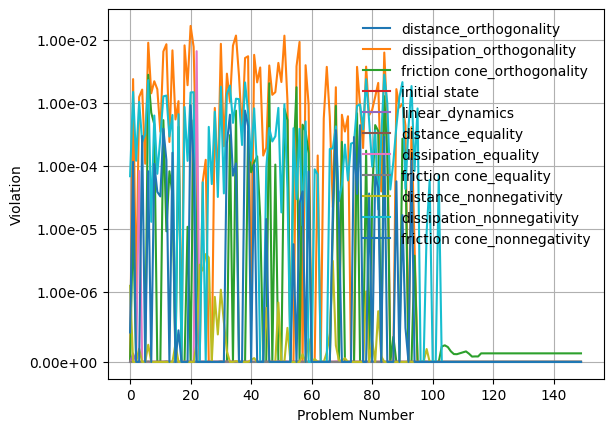 1.00e-02
1.00e-03
1.00e-04
1.00e-05
1.00e-06
0.00e+00
Violation
0 20 40 60 80 100 120 140
Problem Number
distance_orthogonality
dissipation_orthogonality
friction cone_orthogonality
initial state
linear_dynamics
distance_equality
dissipation_equality
friction cone_equality
distance_nonnegativity
dissipation_nonnegativity
friction cone_nonnegativity